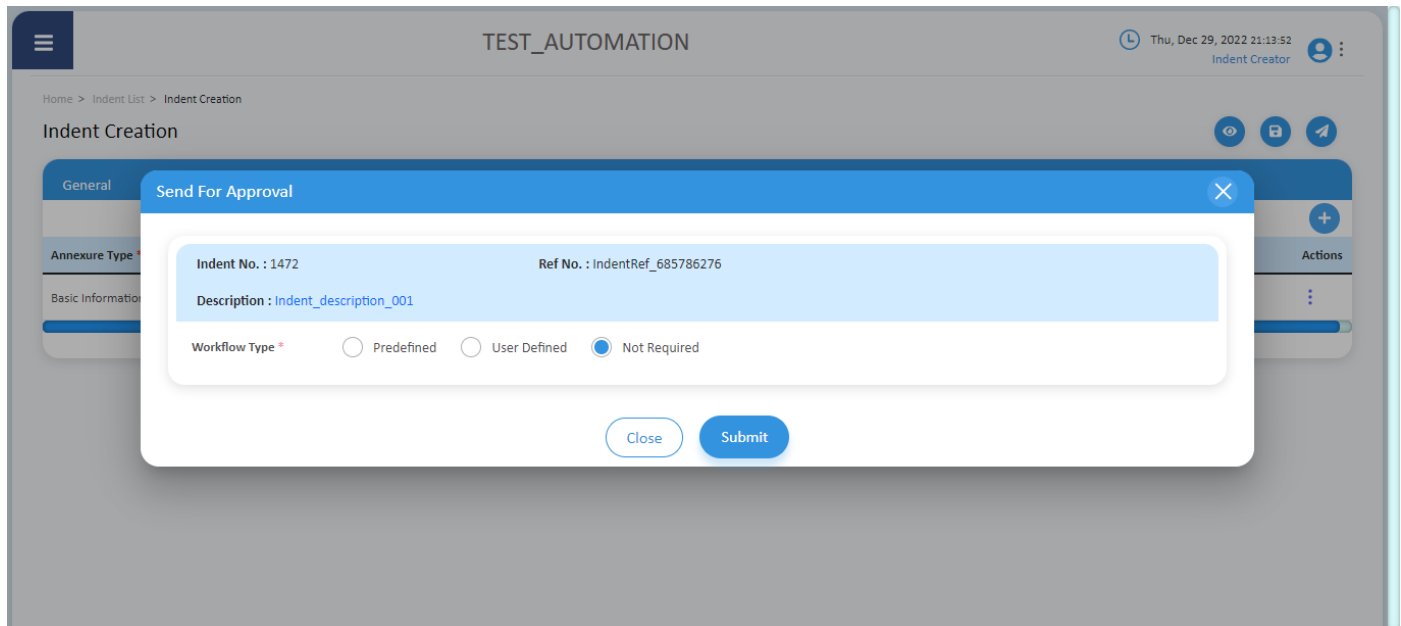 TEST_AUTOMATION
Thu, Dec 29, 2022 21:13:52
Indent Creator
Home > Indent List > Indent Creation
Indent Creation
General
Send For Approval
Annexure Type *
Actions
Indent No. : 1472 Ref No. : IndentRef_685786276
Basic Information
Description : Indent_description_001
Workflow Type * Predefined User Defined Not Required
Close Submit